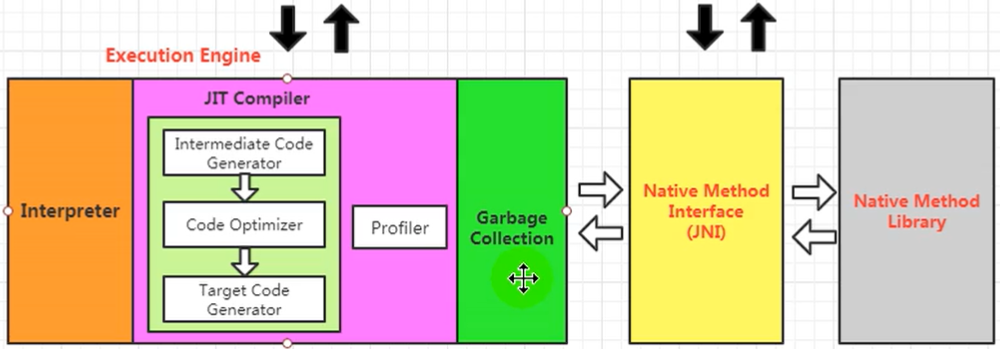 Execution Engine
JIT Compiler
Intermediate Code
Generator
Code Optimizer
Target Code
Generator
Profiler
Interpreter
Garbage
Collection
Native Method
Interface
(JNI)
Native Method
Library